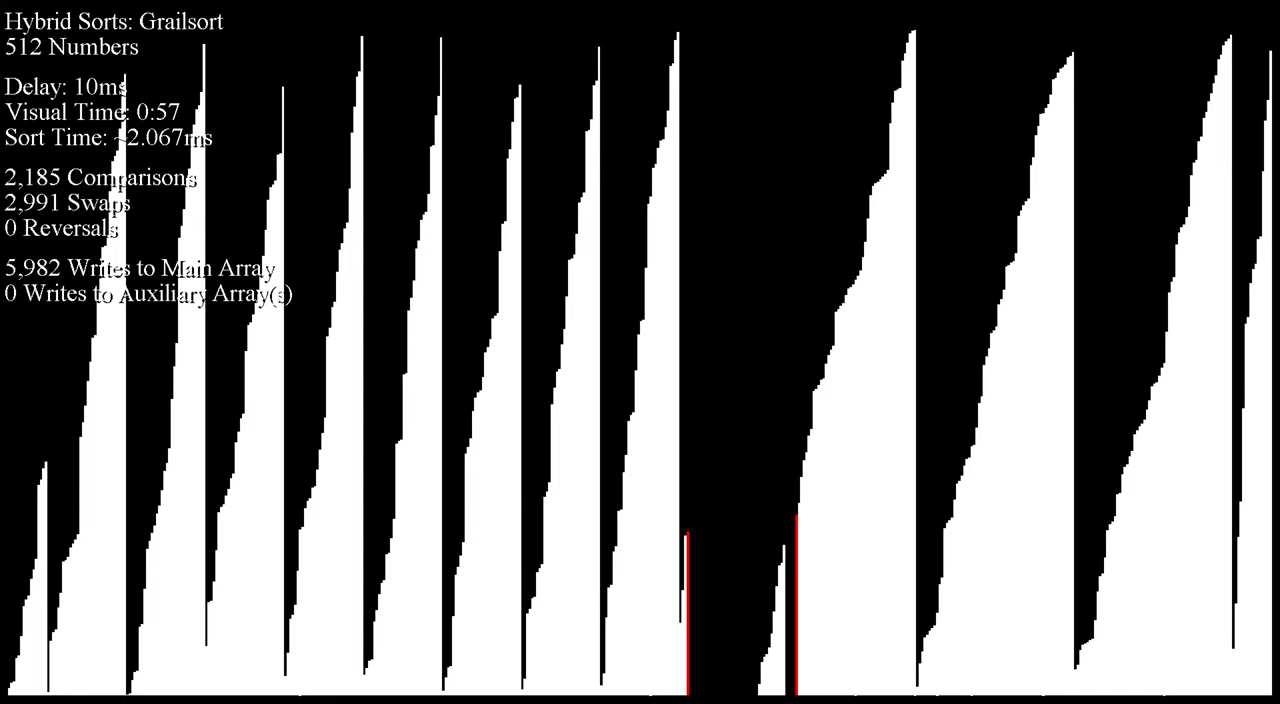 Hybrid Sorts: Grailsort
512 Numbers
Delay: 10ms
Visual Time: 0:57
Sort Time: ~2.067ms
2,185 Comparisons
2,991 Swaps
0 Reversals
5,982 Writes to Main Array
0 Writes to Auxiliary Array(s)